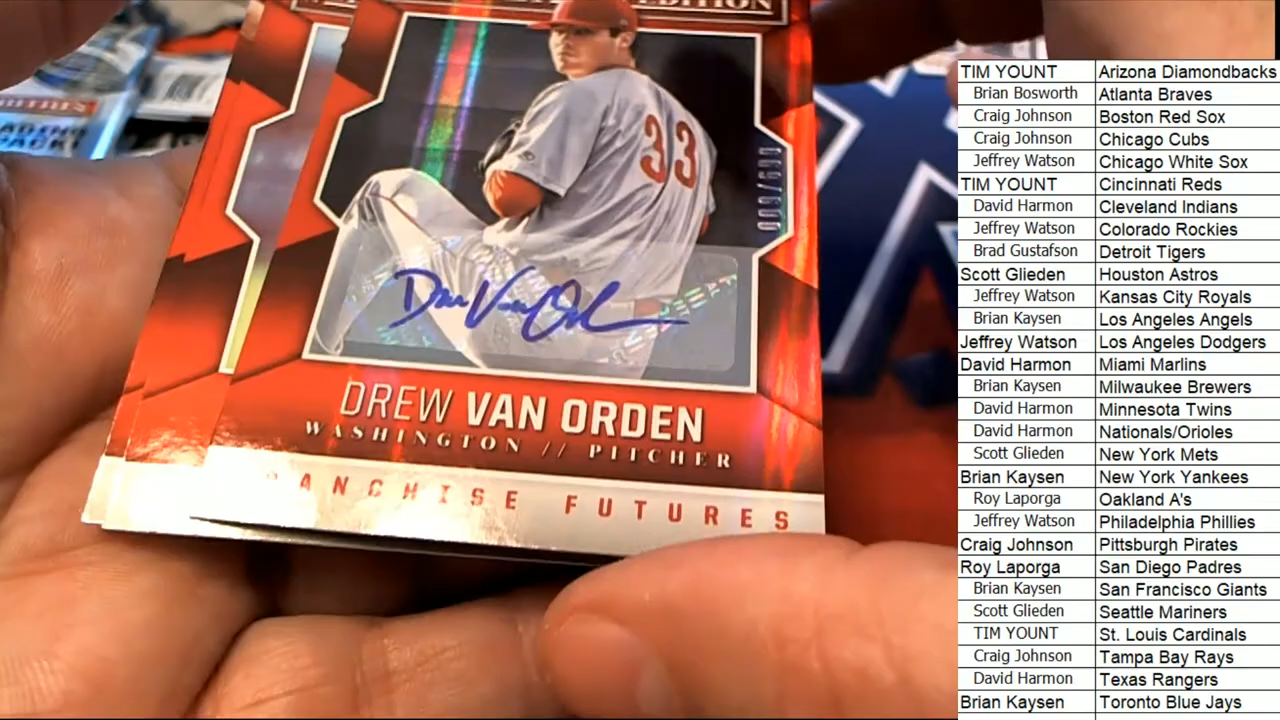 EDITION
33
Drew Van Orden
DREW VAN ORDEN
WASHINGTON // PITCHER
ANCHISE FUTURES
TIM YOUNT Arizona Diamondbacks
Brian Bosworth Atlanta Braves
Craig Johnson Boston Red Sox
Craig Johnson Chicago Cubs
Jeffrey Watson Chicago White Sox
TIM YOUNT Cincinnati Reds
David Harmon Cleveland Indians
Jeffrey Watson Colorado Rockies
Brad Gustafson Detroit Tigers
Scott Glieden Houston Astros
Jeffrey Watson Kansas City Royals
Brian Kaysen Los Angeles Angels
Jeffrey Watson Los Angeles Dodgers
David Harmon Miami Marlins
Brian Kaysen Milwaukee Brewers
David Harmon Minnesota Twins
David Harmon Nationals/Orioles
Scott Glieden New York Mets
Brian Kaysen New York Yankees
Roy Laporga Oakland A's
Jeffrey Watson Philadelphia Phillies
Craig Johnson Pittsburgh Pirates
Roy Laporga San Diego Padres
Brian Kaysen San Francisco Giants
Scott Glieden Seattle Mariners
TIM YOUNT St. Louis Cardinals
Craig Johnson Tampa Bay Rays
David Harmon Texas Rangers
Brian Kaysen Toronto Blue Jays